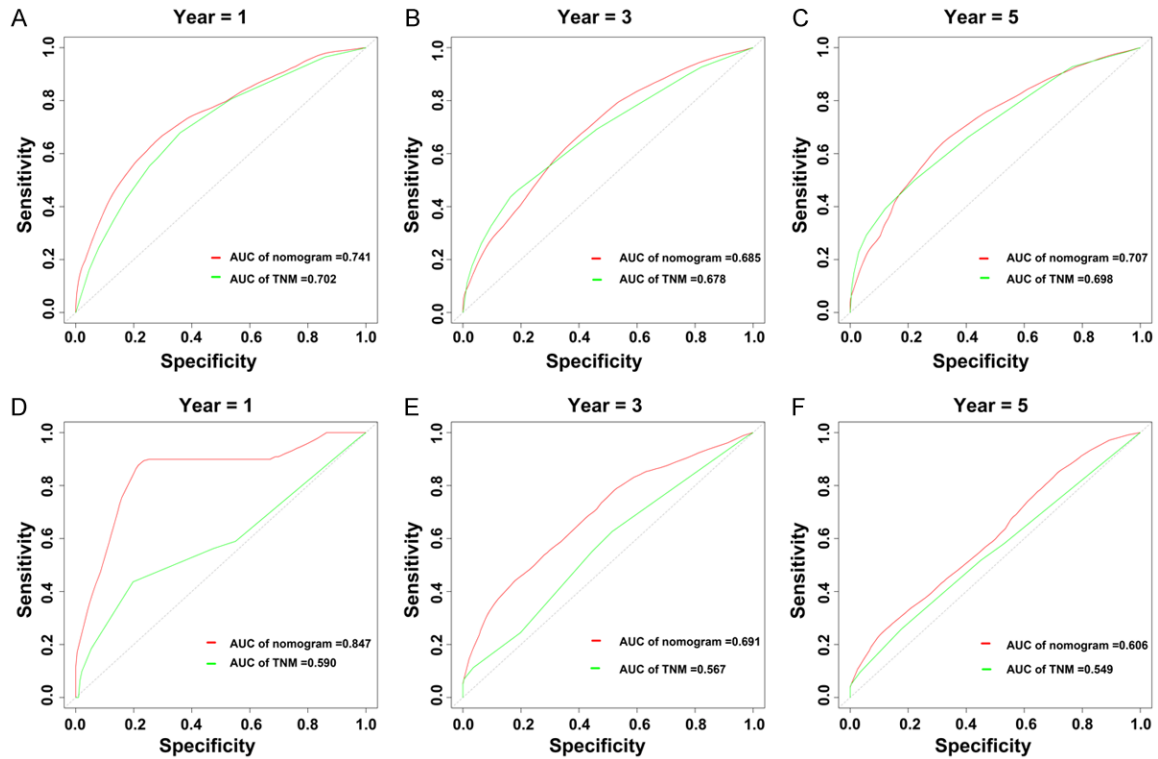 A
Year = 1
Sensitivity
0.0 0.2 0.4 0.6 0.8 1.0
AUC of nomogram =0.741
AUC of TNM =0.702
0.0 0.2 0.4 0.6 0.8 1.0
Specificity
B
Year = 3
Sensitivity
0.0 0.2 0.4 0.6 0.8 1.0
AUC of nomogram =0.685
AUC of TNM =0.678
0.0 0.2 0.4 0.6 0.8 1.0
Specificity
C
Year = 5
Sensitivity
0.0 0.2 0.4 0.6 0.8 1.0
AUC of nomogram =0.707
AUC of TNM =0.698
0.0 0.2 0.4 0.6 0.8 1.0
Specificity
D
Year = 1
Sensitivity
0.0 0.2 0.4 0.6 0.8 1.0
AUC of nomogram =0.847
AUC of TNM =0.590
0.0 0.2 0.4 0.6 0.8 1.0
Specificity
E
Year = 3
Sensitivity
0.0 0.2 0.4 0.6 0.8 1.0
AUC of nomogram =0.691
AUC of TNM =0.567
0.0 0.2 0.4 0.6 0.8 1.0
Specificity
F
Year = 5
Sensitivity
0.0 0.2 0.4 0.6 0.8 1.0
AUC of nomogram =0.606
AUC of TNM =0.549
0.0 0.2 0.4 0.6 0.8 1.0
Specificity